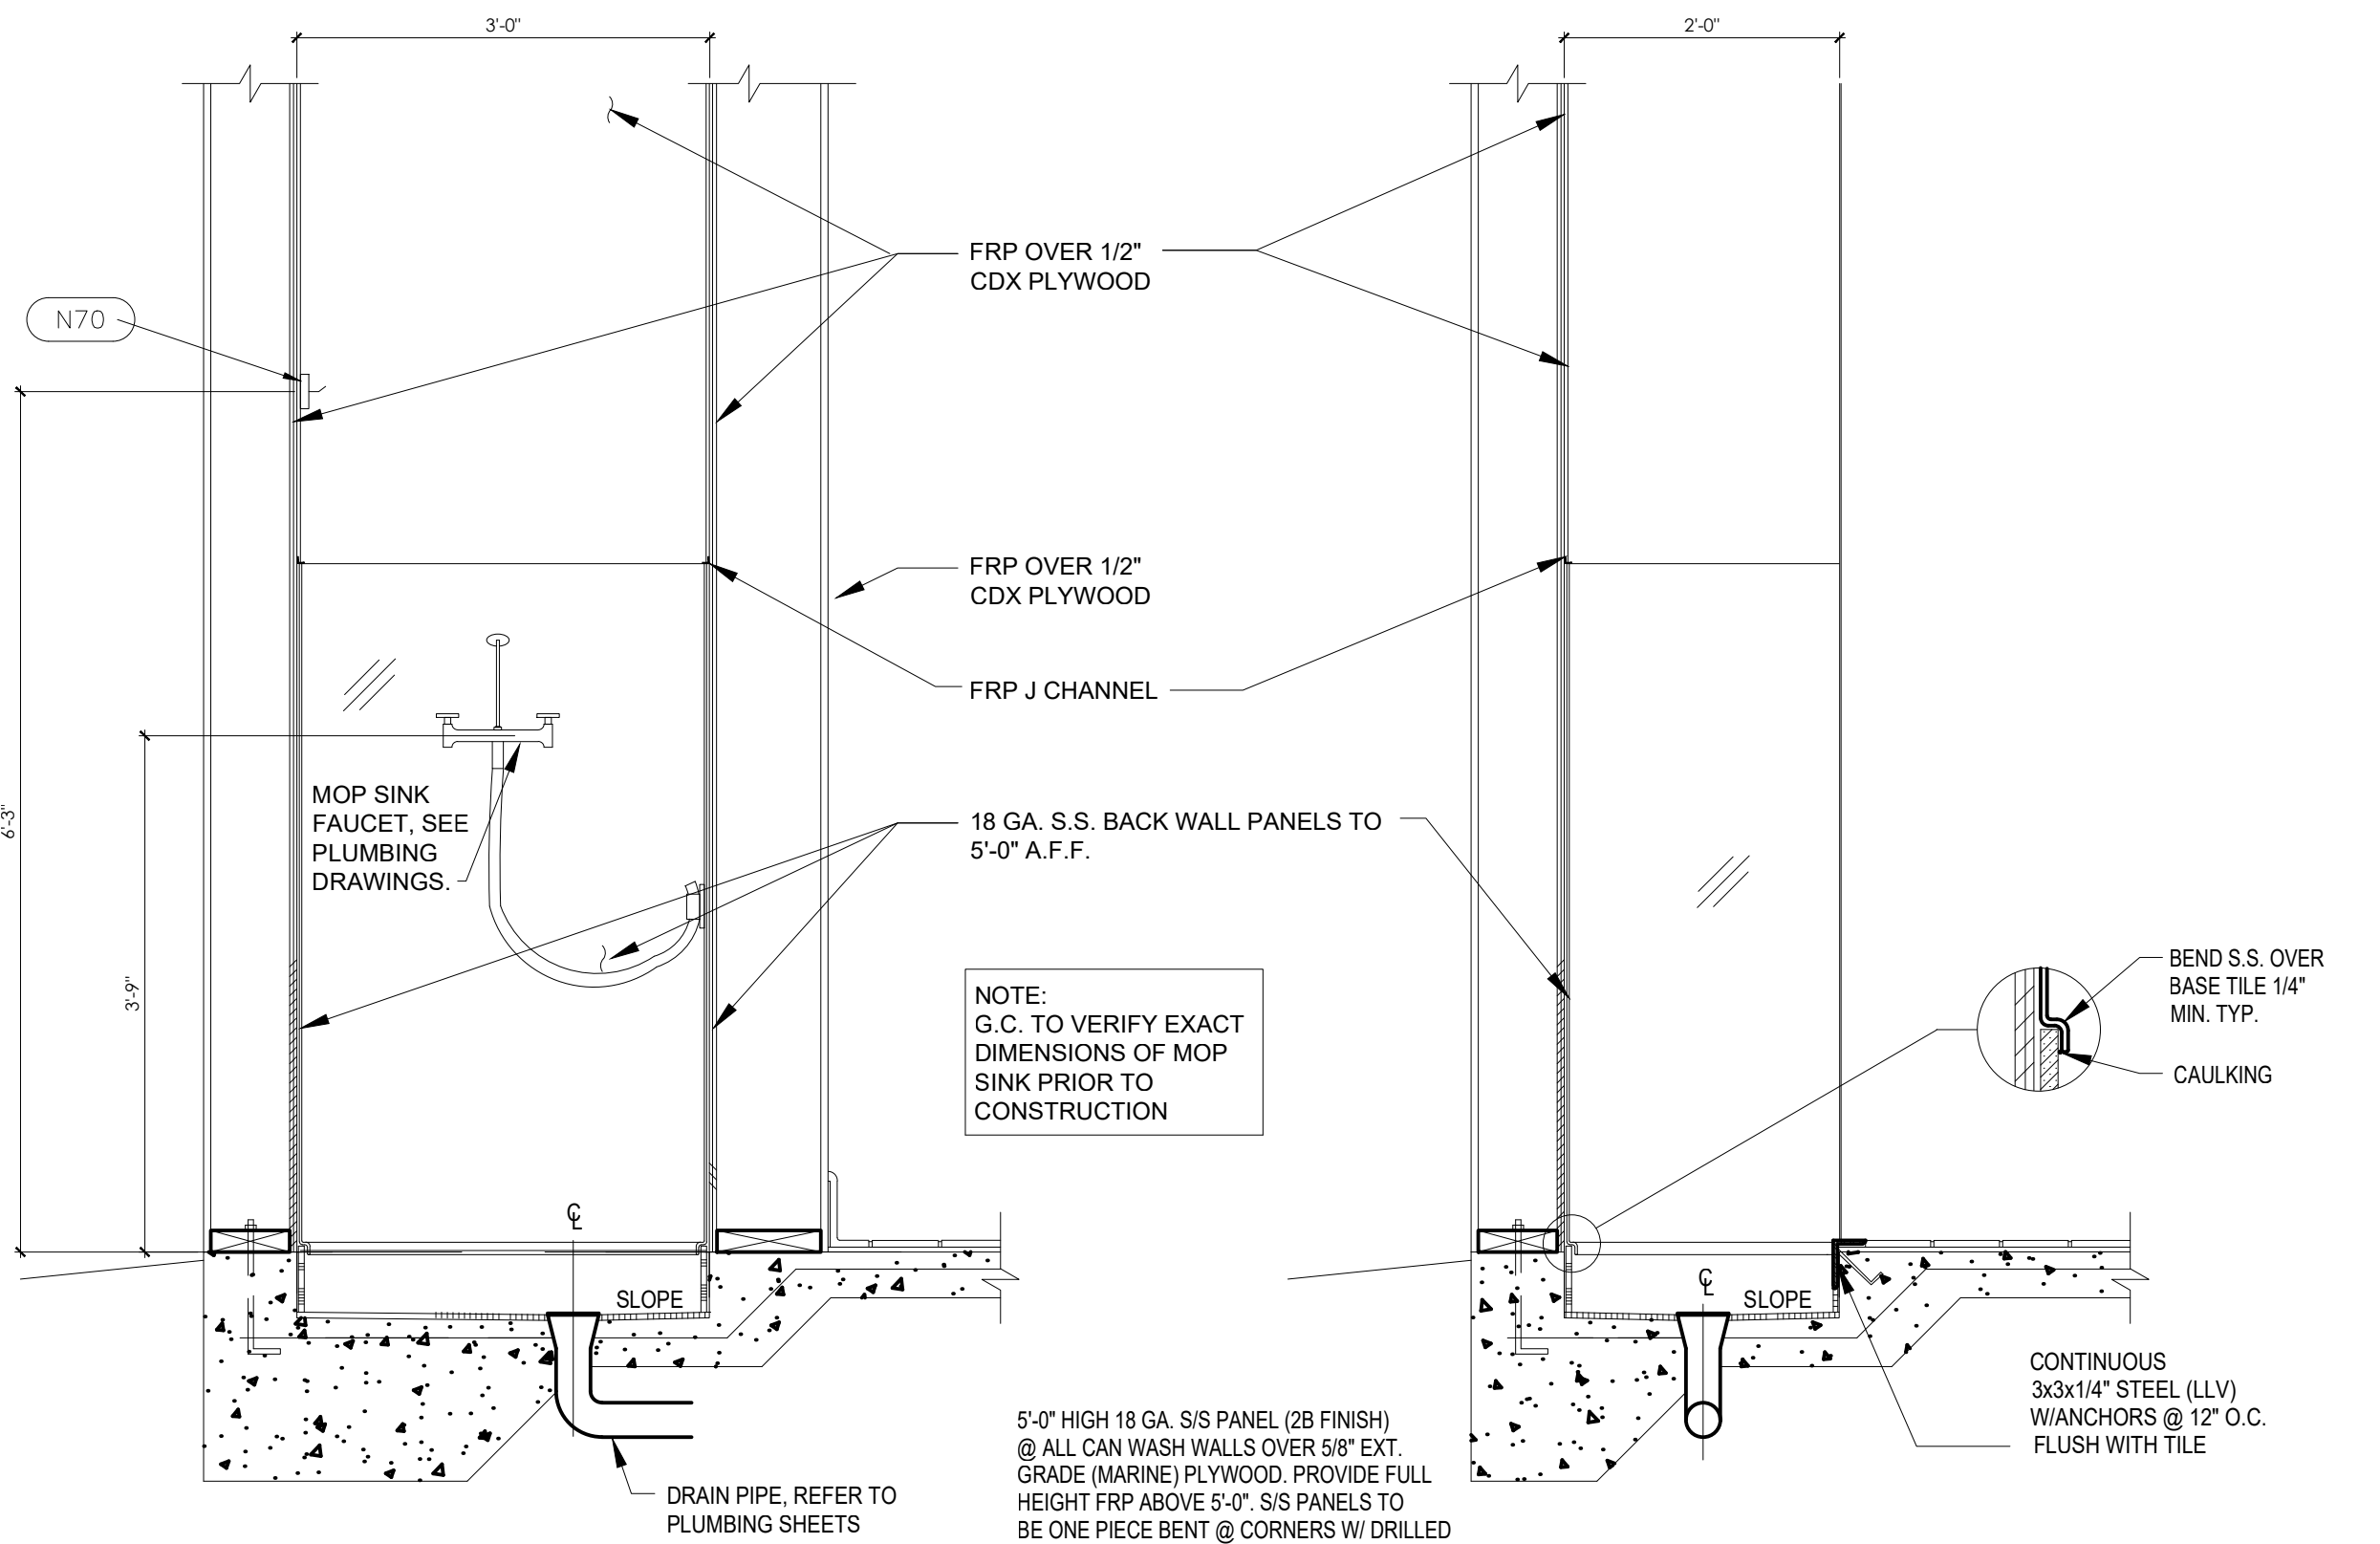 3'-0"
2'-0"
FRP OVER 1/2"
CDX PLYWOOD
N70
FRP OVER 1/2"
CDX PLYWOOD
FRP J CHANNEL
MOP SINK
FAUCET, SEE
PLUMBING
DRAWINGS.
6'-3"
3'-9"
18 GA. S.S. BACK WALL PANELS TO
5'-0" A.F.F.
NOTE:
G.C. TO VERIFY EXACT
DIMENSIONS OF MOP
SINK PRIOR TO
CONSTRUCTION
BEND S.S. OVER
BASE TILE 1/4"
MIN. TYP.
CAULKING
℄
SLOPE
℄
SLOPE
CONTINUOUS
3x3x1/4" STEEL (LLV)
W/ANCHORS @ 12" O.C.
FLUSH WITH TILE
DRAIN PIPE, REFER TO
PLUMBING SHEETS
5'-0" HIGH 18 GA. S/S PANEL (2B FINISH)
@ ALL CAN WASH WALLS OVER 5/8" EXT.
GRADE (MARINE) PLYWOOD. PROVIDE FULL
HEIGHT FRP ABOVE 5'-0". S/S PANELS TO
BE ONE PIECE BENT @ CORNERS W/ DRILLED